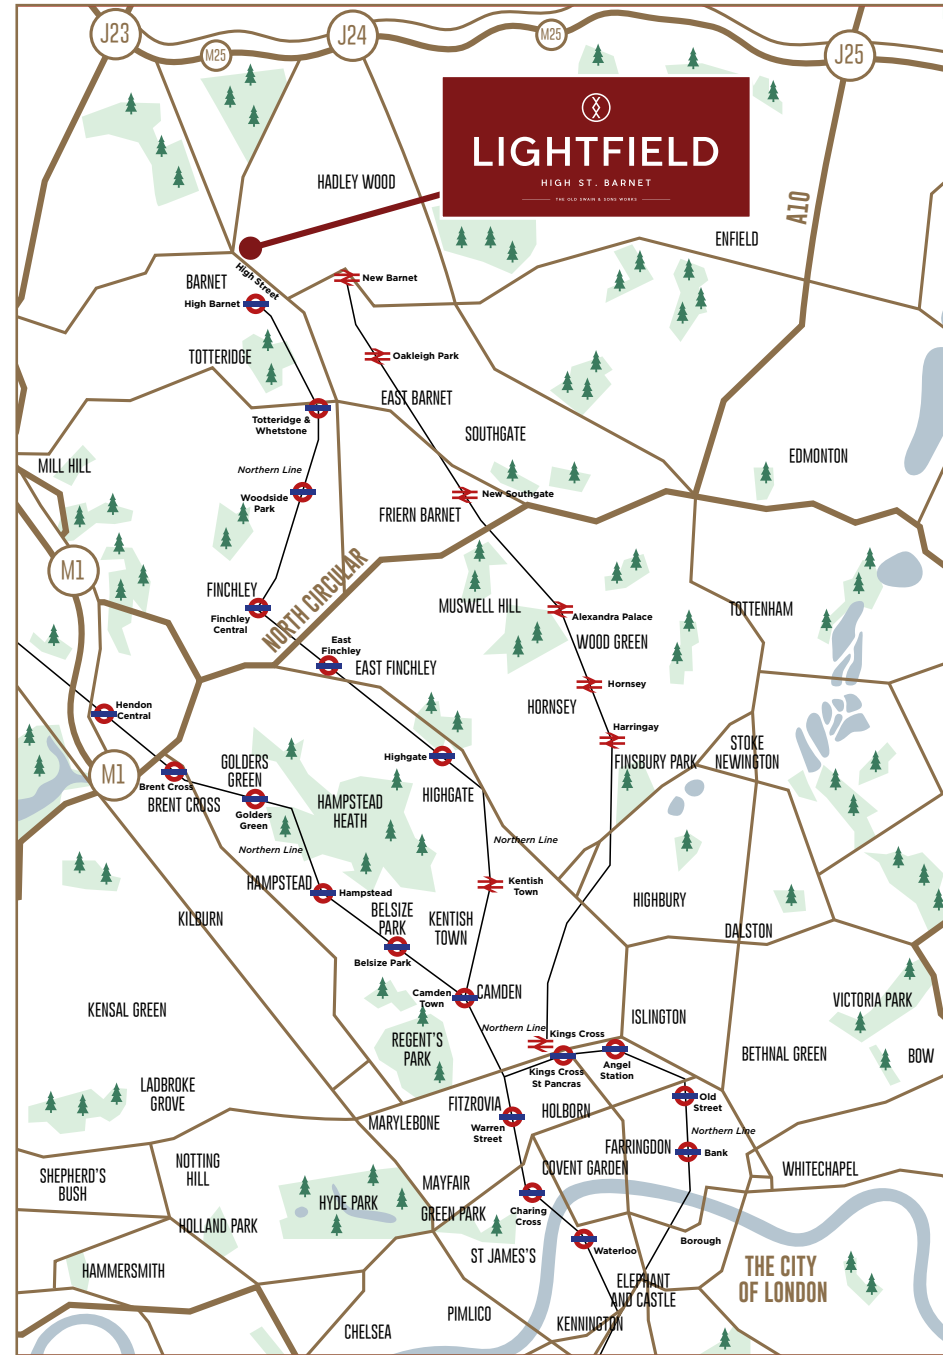 J23
M25
J24
M25
J25
LIGHTFIELD
HIGH ST. BARNET
THE OLD SWAIN & SONS WORKS
HADLEY WOOD
A10
ENFIELD
BARNET
High Street
New Barnet
High Barnet
TOTTERIDGE
Oakleigh Park
EAST BARNET
Totteridge &
Whetstone
SOUTHGATE
EDMONTON
MILL HILL
Northern Line
Woodside
Park
New Southgate
FRIERN BARNET
M1
NORTH CIRCULAR
FINCHLEY
Finchley
Central
MUSWELL HILL
Alexandra Palace
TOTTENHAM
WOOD GREEN
East
Finchley
EAST FINCHLEY
Hornsey
HORNSEY
Hendon
Central
Harringay
FINSBURY PARK
STOKE
NEWINGTON
Highgate
GOLDERS
GREEN
M1
Brent Cross
BRENT CROSS
HIGHGATE
HAMPSTEAD
HEATH
Golders
Green
Northern Line
Northern Line
HAMPSTEAD
Hampstead
Kentish
Town
HIGHBURY
BELSIZE
PARK
KENTISH
TOWN
KILBURN
DALSTON
Belsize Park
Camden
Town
CAMDEN
VICTORIA PARK
KENSAL GREEN
ISLINGTON
Northern Line
Kings Cross
REGENT'S
PARK
BETHNAL GREEN
BOW
Kings Cross
St Pancras
Angel
Station
LADBROKE
GROVE
FITZROVIA
HOLBORN
Old
Street
MARYLEBONE
Warren
Street
Northern Line
FARRINGDON
Bank
NOTTING
HILL
COVENT GARDEN
WHITECHAPEL
SHEPHERD'S
BUSH
MAYFAIR
HYDE PARK
GREEN PARK
Charing
Cross
HOLLAND PARK
Borough
ST JAMES'S
Waterloo
HAMMERSMITH
THE CITY
OF LONDON
ELEPHANT
AND CASTLE
PIMLICO
KENNINGTON
CHELSEA